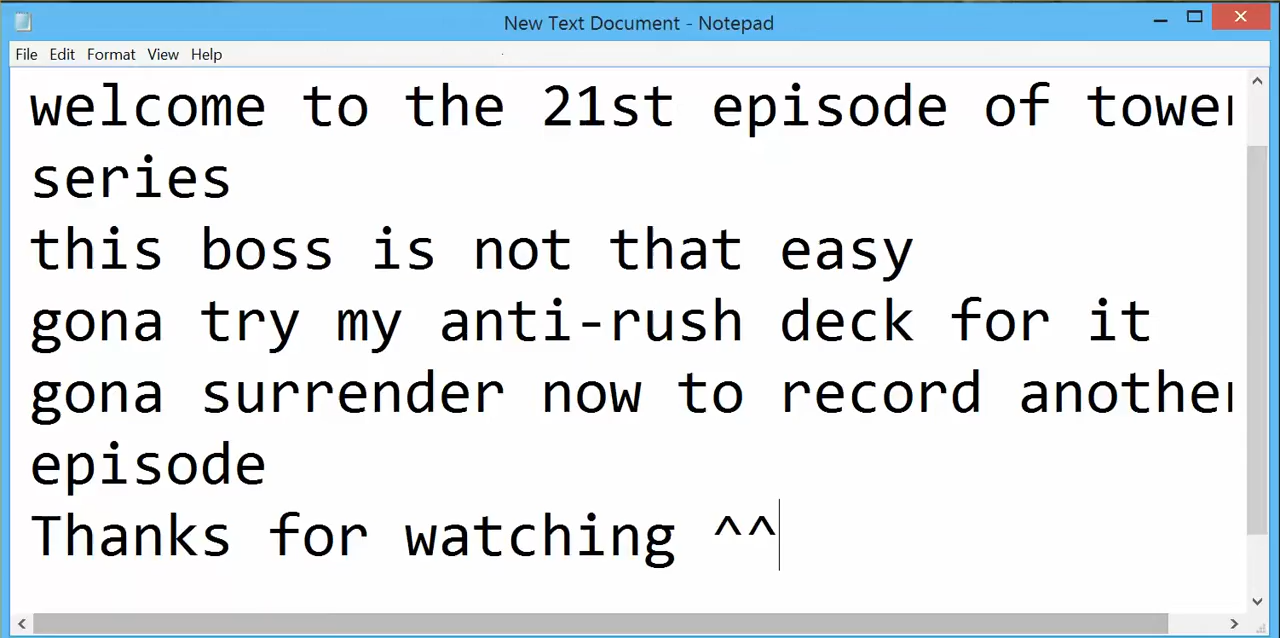 New Text Document - Notepad
File Edit Format View Help
welcome to the 21st episode of tower
series
this boss is not that easy
gona try my anti-rush deck for it
gona surrender now to record another
episode
Thanks for watching ^^